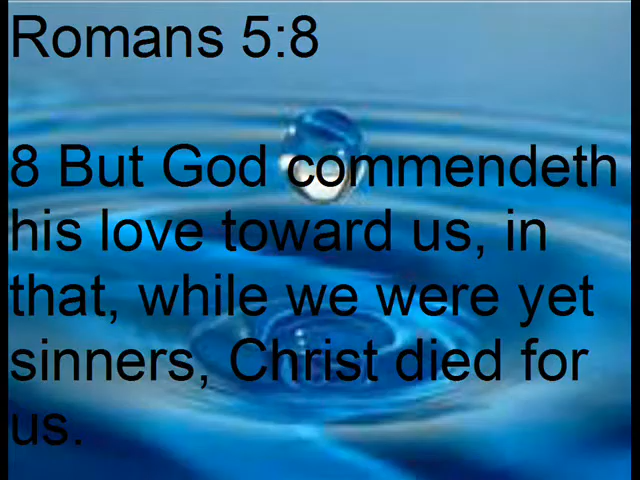 Romans 5:8
8 But God commendeth
his love toward us, in
that, while we were yet
sinners, Christ died for
us.